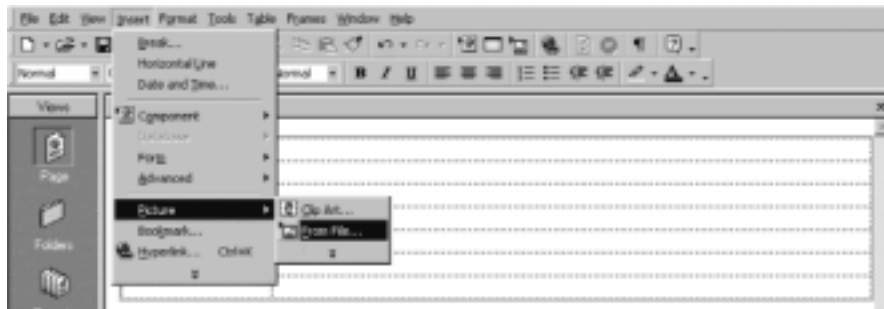 File Edit View Insert Format Tools Table Frames Window Help
Normal
Normal B I U
Views
Page
Folders
Break...
Horizontal Line
Date and Time...
Component
Database
Form
Advanced
Picture
Bookmark...
Hyperlink... Ctrl+K
Clip Art...
From File...